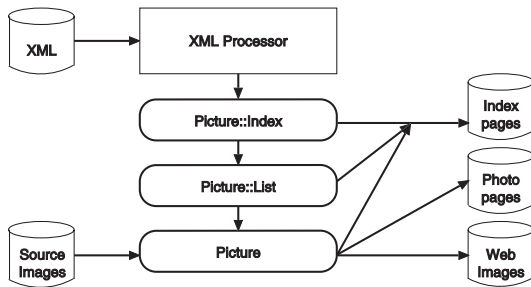 XML
XML Processor
Picture::Index
Index
pages
Picture::List
Photo
pages
Source
Images
Picture
Web
Images